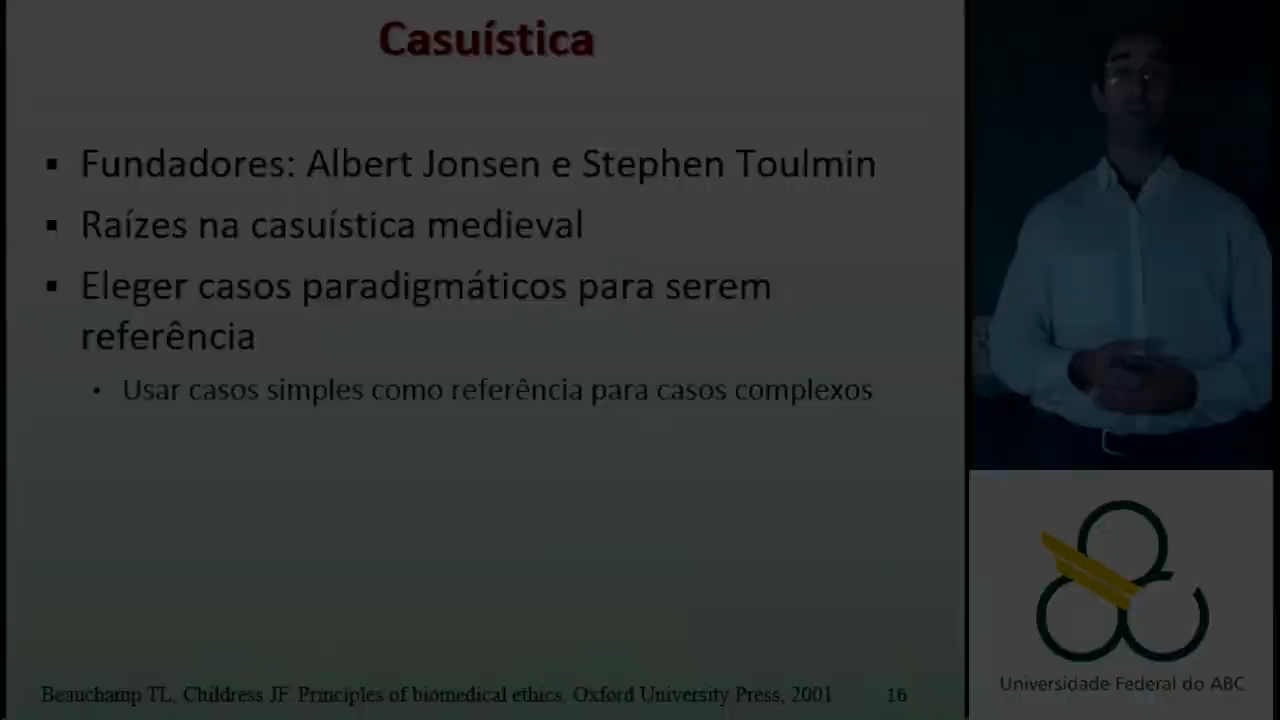 Casuística
▪ Fundadores: Albert Jonsen e Stephen Toulmin
▪ Raízes na casuística medieval
▪ Eleger casos paradigmáticos para serem
referência
• Usar casos simples como referência para casos complexos
Beauchamp TL, Childress JF. Principles of biomedical ethics. Oxford University Press, 2001
16
Universidade Federal do ABC